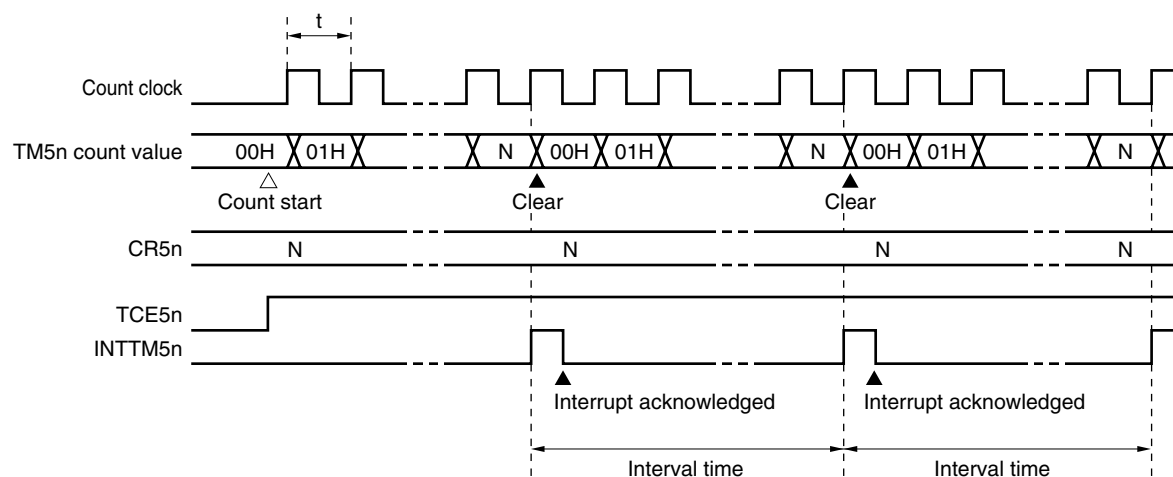 t
Count clock
TM5n count value 00H 01H N 00H 01H N 00H 01H N
Count start Clear Clear
CR5n N N N N
TCE5n
INTTM5n
Interrupt acknowledged Interrupt acknowledged
Interval time Interval time